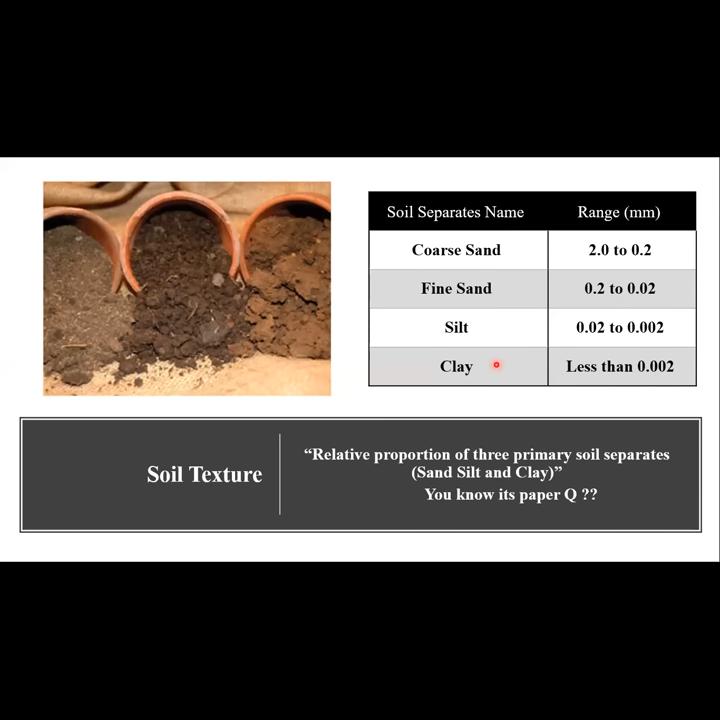 Soil Separates Name Range (mm)
Coarse Sand 2.0 to 0.2
Fine Sand 0.2 to 0.02
Silt 0.02 to 0.002
Clay Less than 0.002
Soil Texture
“Relative proportion of three primary soil separates
(Sand Silt and Clay)”
You know its paper Q ??